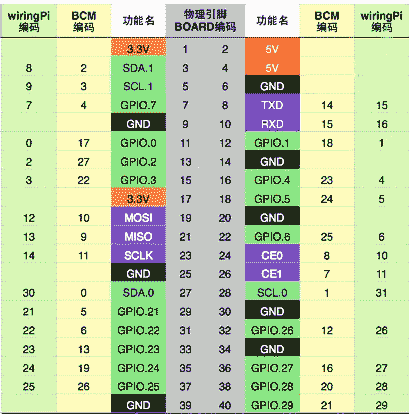 wiringPi 编码 BCM 编码 功能名 物理引脚 BOARD编码 功能名 BCM 编码 wiringPi 编码
3.3V 1 2 5V
8 2 SDA.1 3 4 5V
9 3 SCL.1 5 6 GND
7 4 GPIO.7 7 8 TXD 14 15
GND 9 10 RXD 15 16
0 17 GPIO.0 11 12 GPIO.1 18 1
2 27 GPIO.2 13 14 GND
3 22 GPIO.3 15 16 GPIO.4 23 4
3.3V 17 18 GPIO.5 24 5
12 10 MOSI 19 20 GND
13 9 MISO 21 22 GPIO.6 25 6
14 11 SCLK 23 24 CE0 8 10
GND 25 26 CE1 7 11
30 0 SDA.0 27 28 SCL.0 1 31
21 5 GPIO.21 29 30 GND
22 6 GPIO.22 31 32 GPIO.26 12 26
23 13 GPIO.23 33 34 GND
24 19 GPIO.24 35 36 GPIO.27 16 27
25 26 GPIO.25 37 38 GPIO.28 20 28
GND 39 40 GPIO.29 21 29